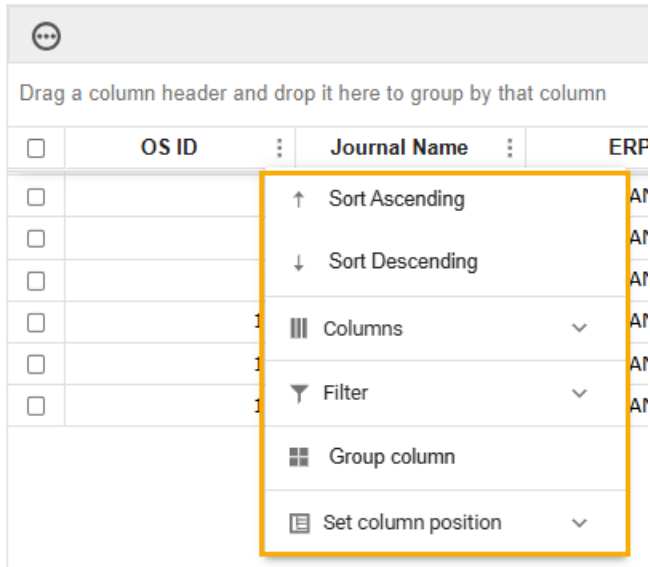 Drag a column header and drop it here to group by that column
OS ID Journal Name ERP
Sort Ascending
Sort Descending
Columns
Filter
Group column
Set column position